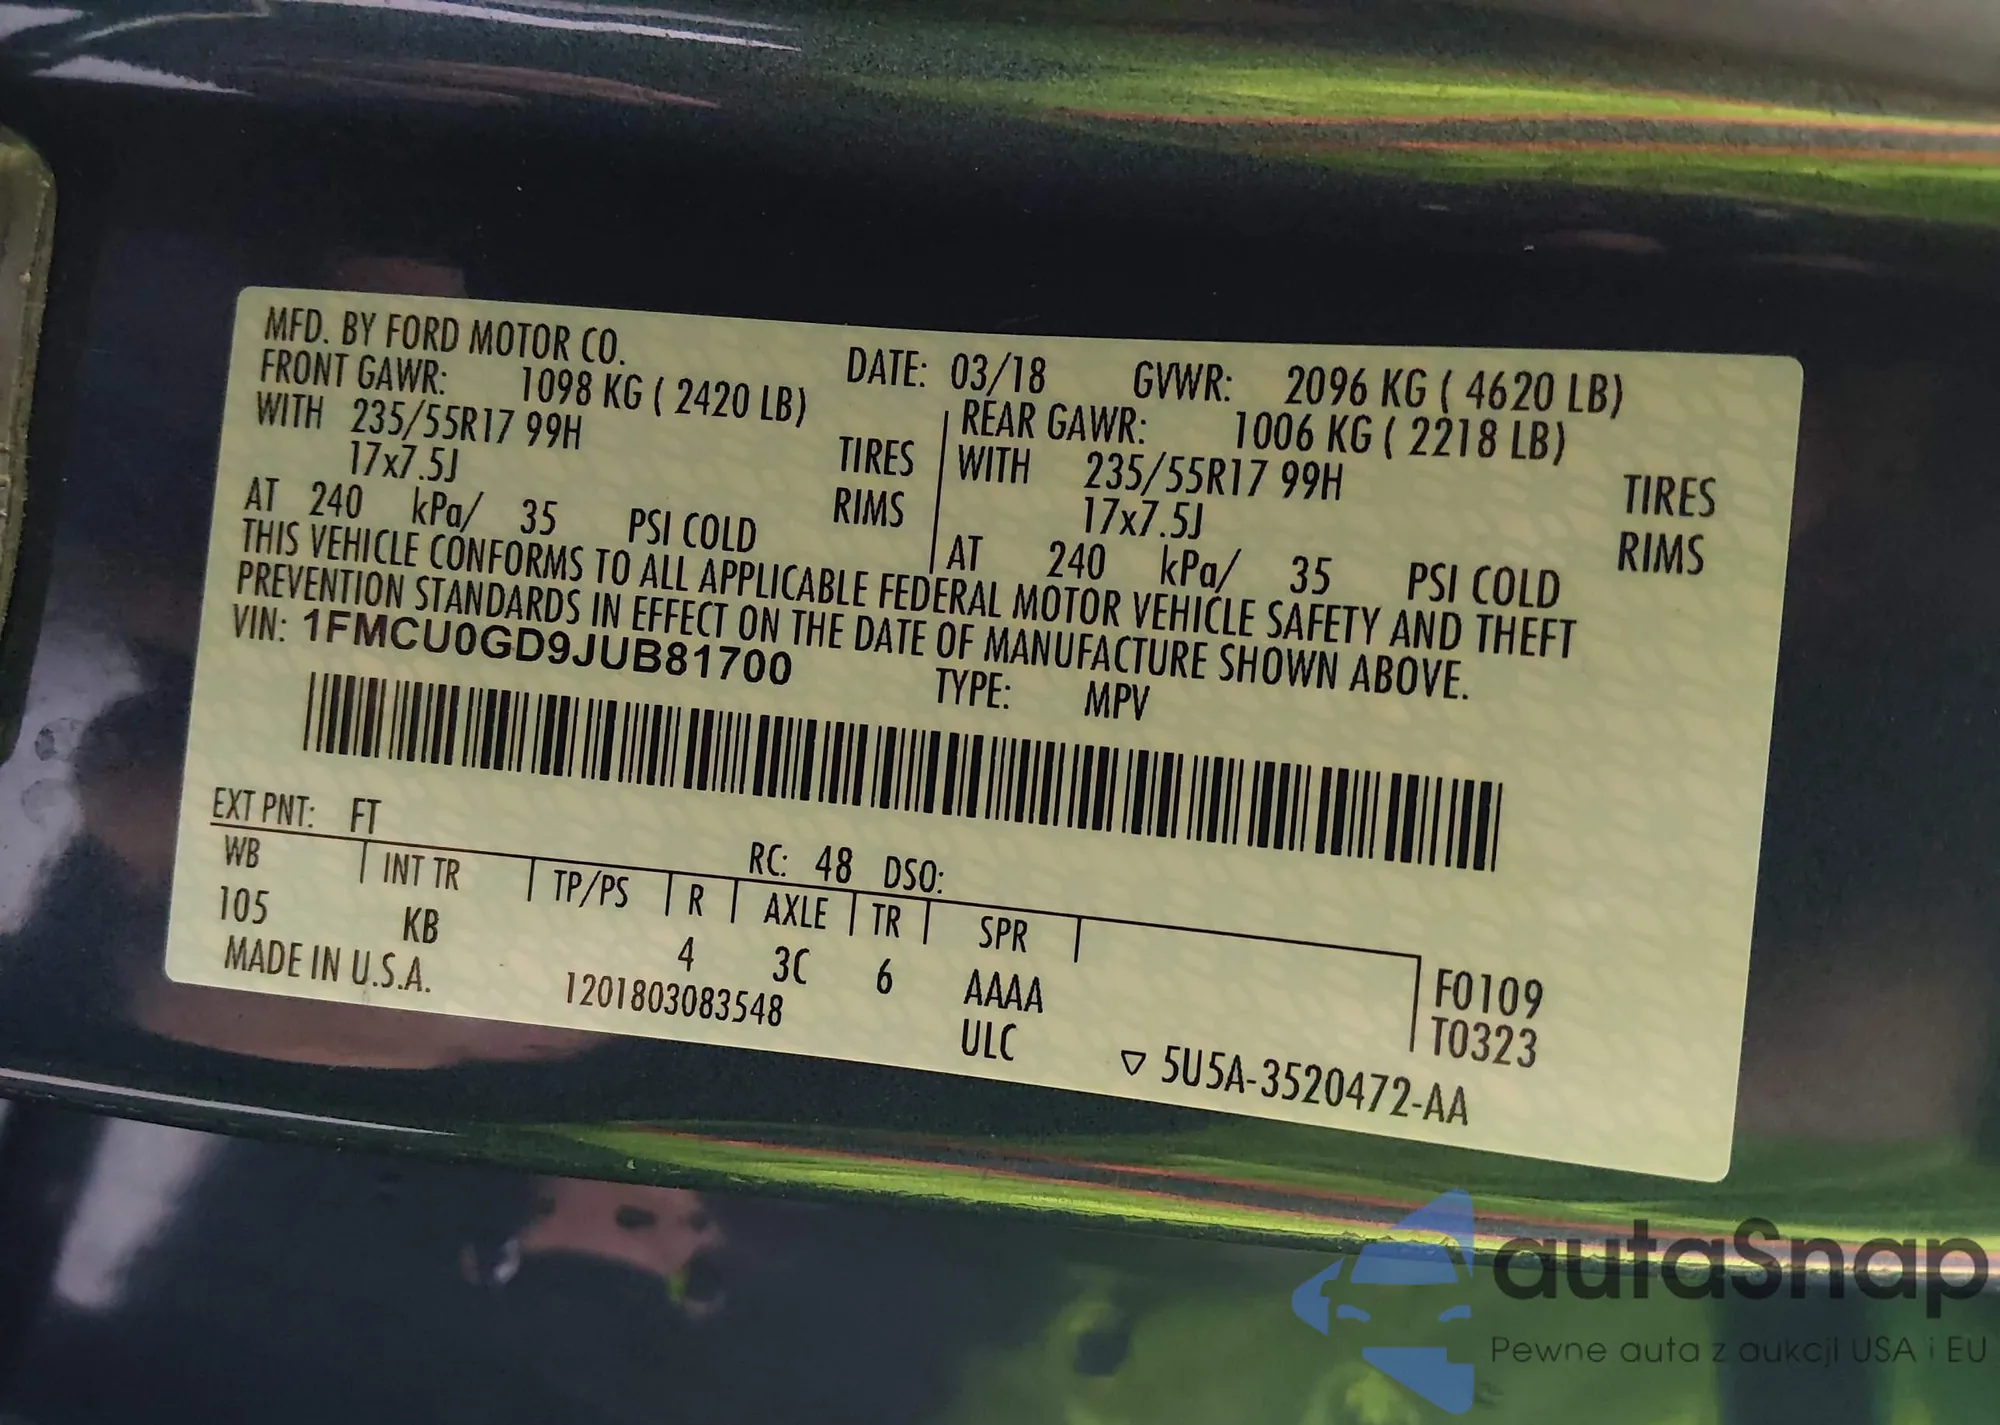 MFD. BY FORD MOTOR CO. DATE: 03/18 GVWR: 2096 KG ( 4620 LB)
FRONT GAWR: 1098 KG ( 2420 LB) REAR GAWR: 1006 KG ( 2218 LB)
WITH 235/55R17 99H TIRES WITH 235/55R17 99H TIRES
17x7.5J RIMS 17x7.5J RIMS
AT 240 kPa/ 35 PSI COLD AT 240 kPa/ 35 PSI COLD
THIS VEHICLE CONFORMS TO ALL APPLICABLE FEDERAL MOTOR VEHICLE SAFETY AND THEFT
PREVENTION STANDARDS IN EFFECT ON THE DATE OF MANUFACTURE SHOWN ABOVE.
VIN: 1FMCU0GD9JUB81700 TYPE: MPV
EXT PNT: FT RC: 48 DSO:
WB INT TR TP/PS R AXLE TR SPR
105 KB 4 3C 6 AAAA F0109
MADE IN U.S.A. 1201803083548 ULC T0323
▽ 5U5A-3520472-AA
autaSnap
Pewne auta z aukcji USA i EU